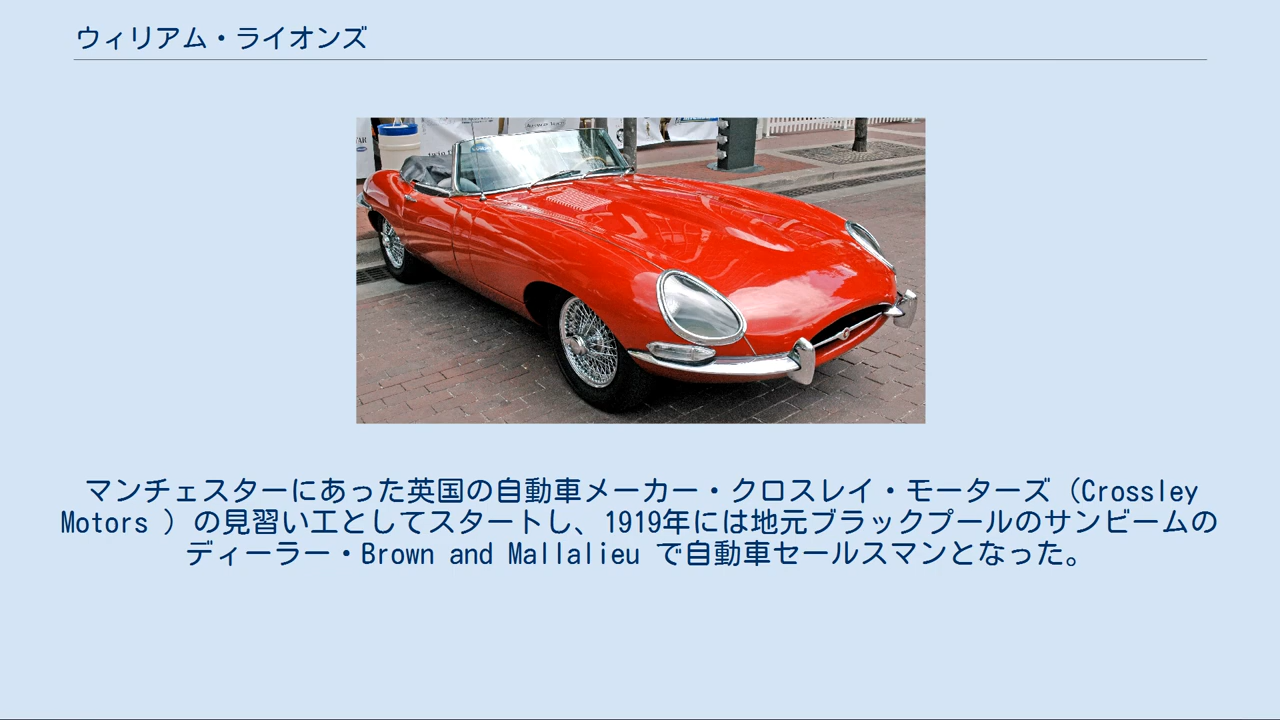 ウィリアム・ライオンズ
マンチェスターにあった英国の自動車メーカー・クロスレイ・モーターズ（Crossley
Motors ）の見習い工としてスタートし、1919年には地元ブラックプールのサンビームの
ディーラー・Brown and Mallalieu で自動車セールスマンとなった。